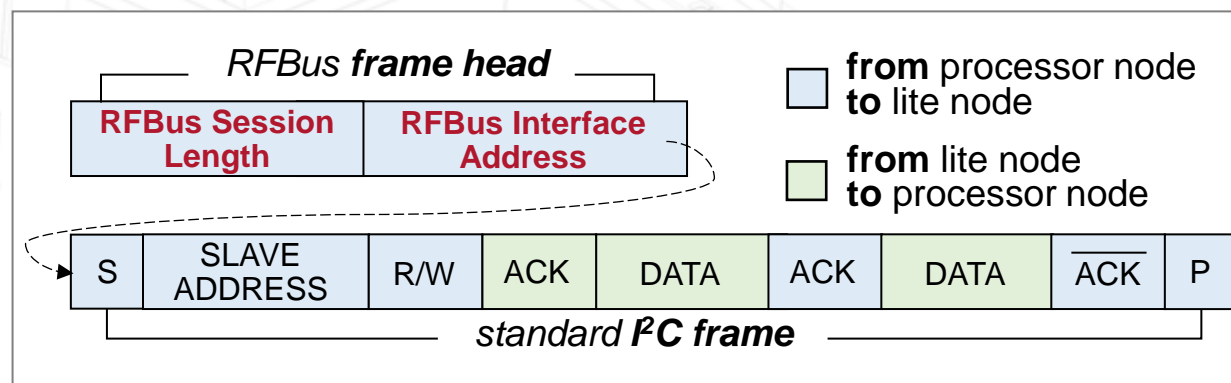 RFBus frame head
RFBus Session
Length
RFBus Interface
Address
from processor node
to lite node
from lite node
to processor node
S
SLAVE
ADDRESS
R/W
ACK
DATA
ACK
DATA
A̅C̅K̅
P
standard I²C frame